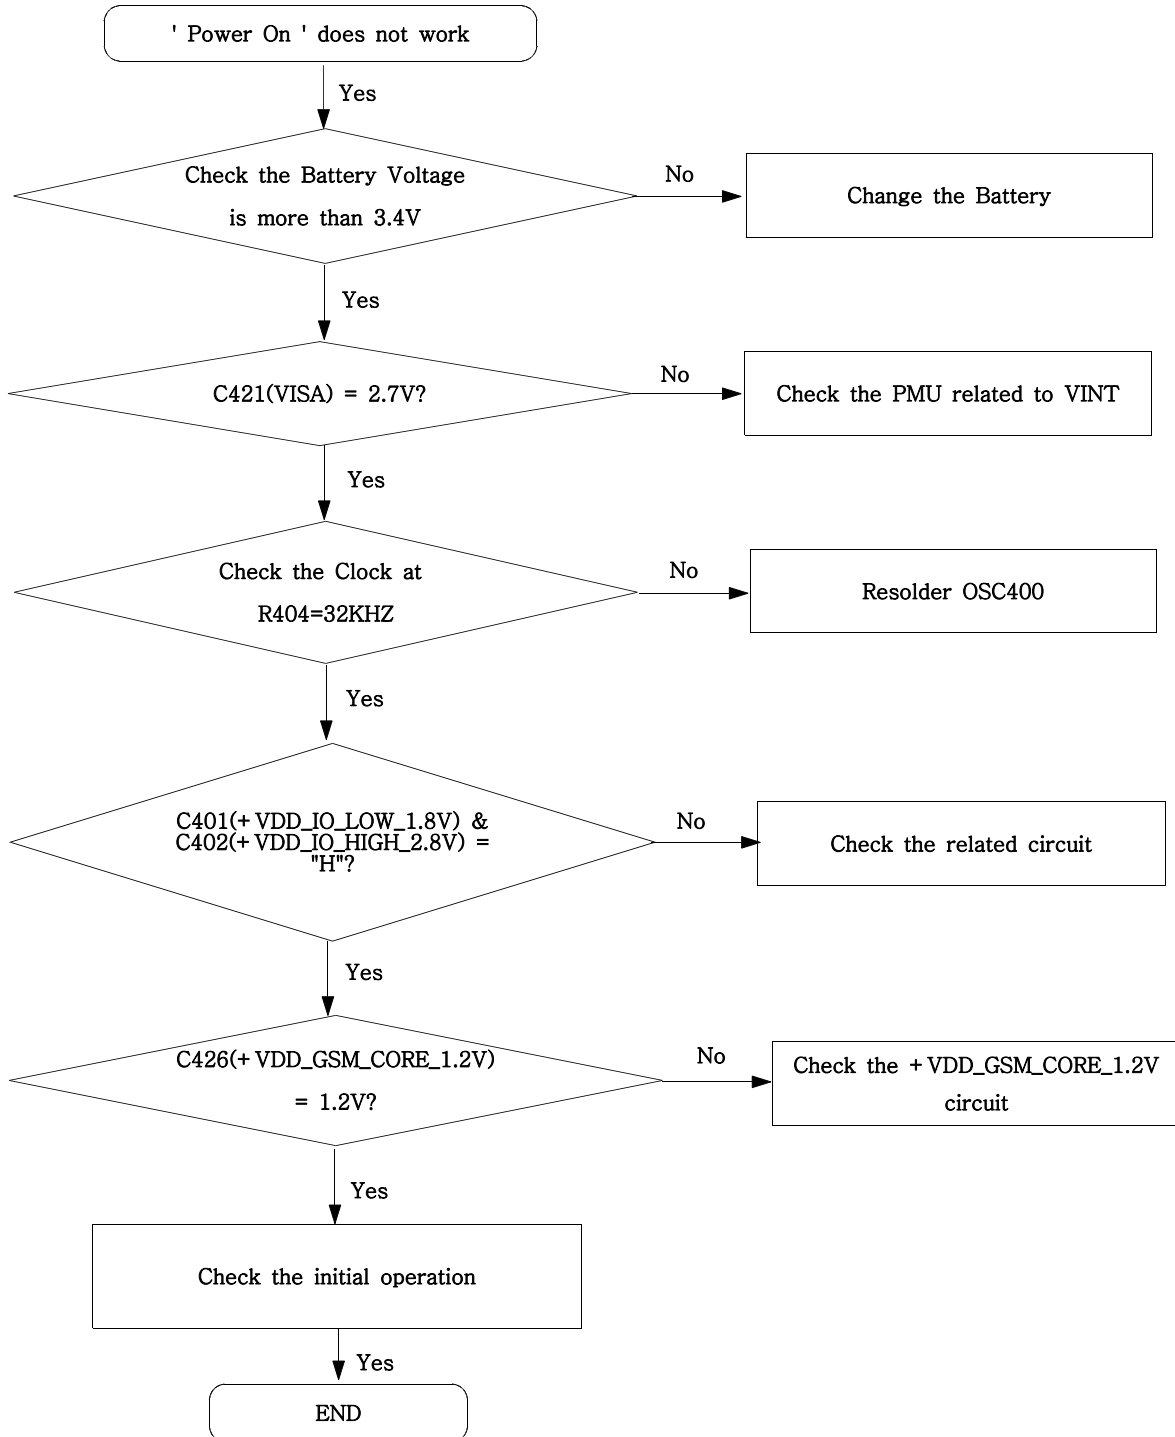 ' Power On ' does not work
Yes
Check the Battery Voltage
is more than 3.4V
No
Change the Battery
Yes
C421(VISA) = 2.7V?
No
Check the PMU related to VINT
Yes
Check the Clock at
R404=32KHZ
No
Resolder OSC400
Yes
C401(+VDD_IO_LOW_1.8V) &
C402(+VDD_IO_HIGH_2.8V) =
"H"?
No
Check the related circuit
Yes
C426(+VDD_GSM_CORE_1.2V)
= 1.2V?
No
Check the +VDD_GSM_CORE_1.2V
circuit
Yes
Check the initial operation
Yes
END